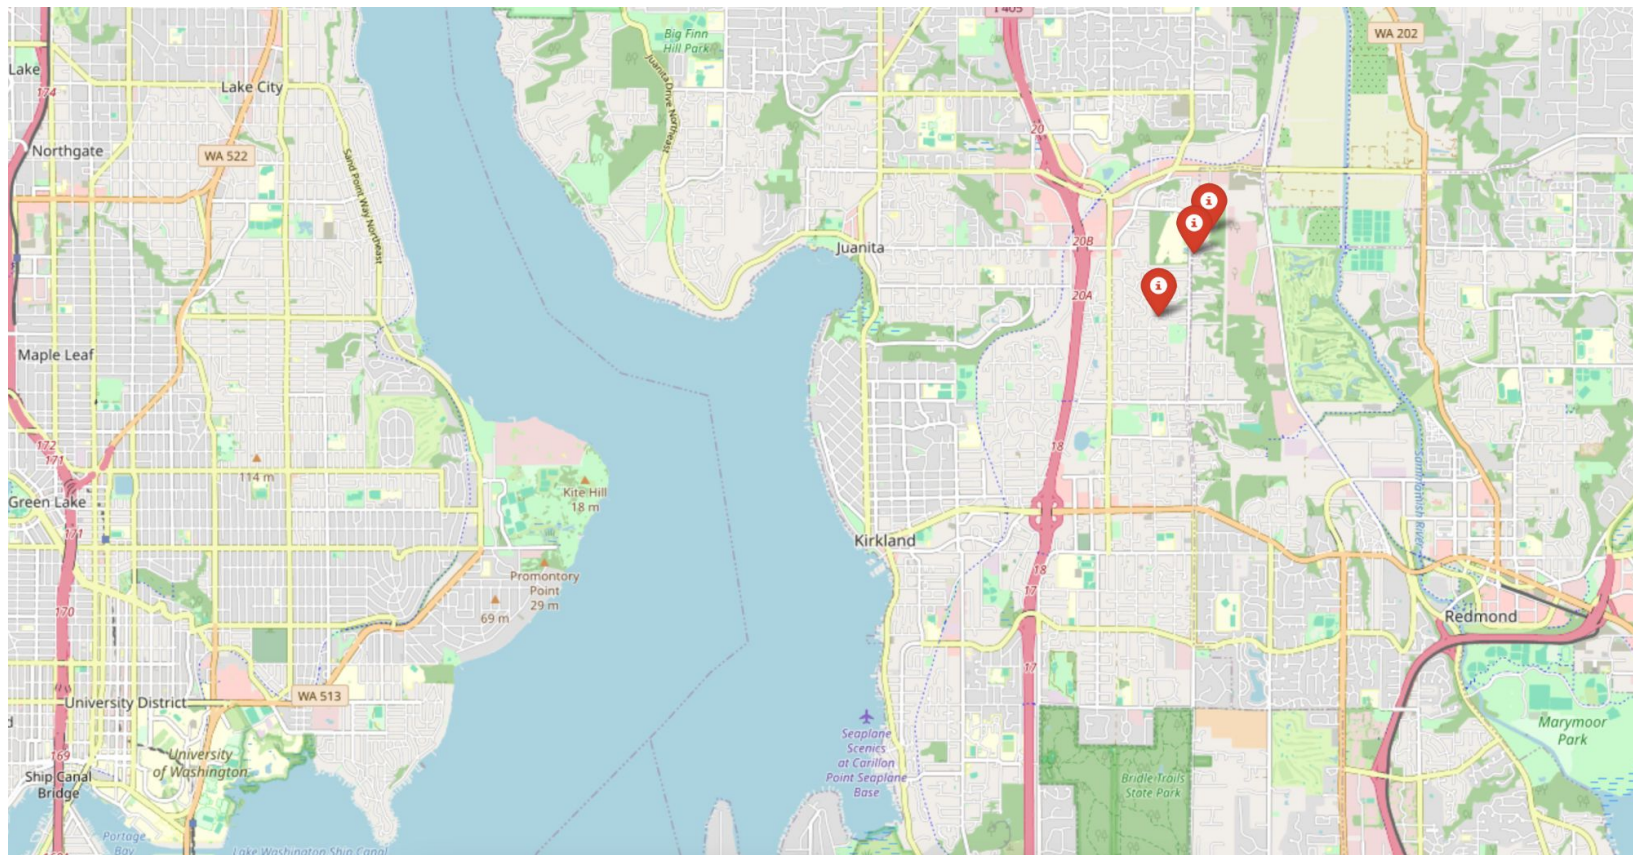 I 405
WA 202
Big Finn
Hill Park
Lake
174
Lake City
Juanita Drive Northeast
20
Northgate
WA 522
Sand Point Way Northeast
Juanita
20B
20A
Maple Leaf
172
171
18
114 m
Kite Hill
18 m
Green Lake
Sammamish River
171
Kirkland
18
Promontory
Point
29 m
17
170
69 m
Redmond
17
WA 513
University District
Seaplane
Scenics
at Carillon
Point Seaplane
Base
Marymoor
Park
169
University
of Washington
Ship Canal
Bridge
Bridle Trails
State Park
Portage
Bay
Lake Washington Ship Canal